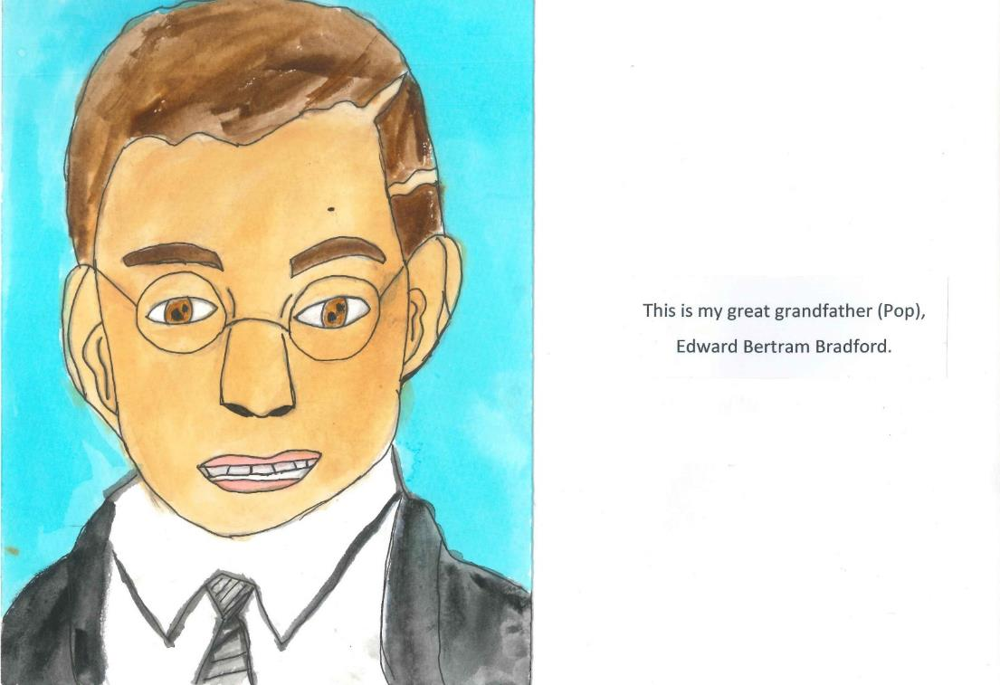 This is my great grandfather (Pop),
Edward Bertram Bradford.